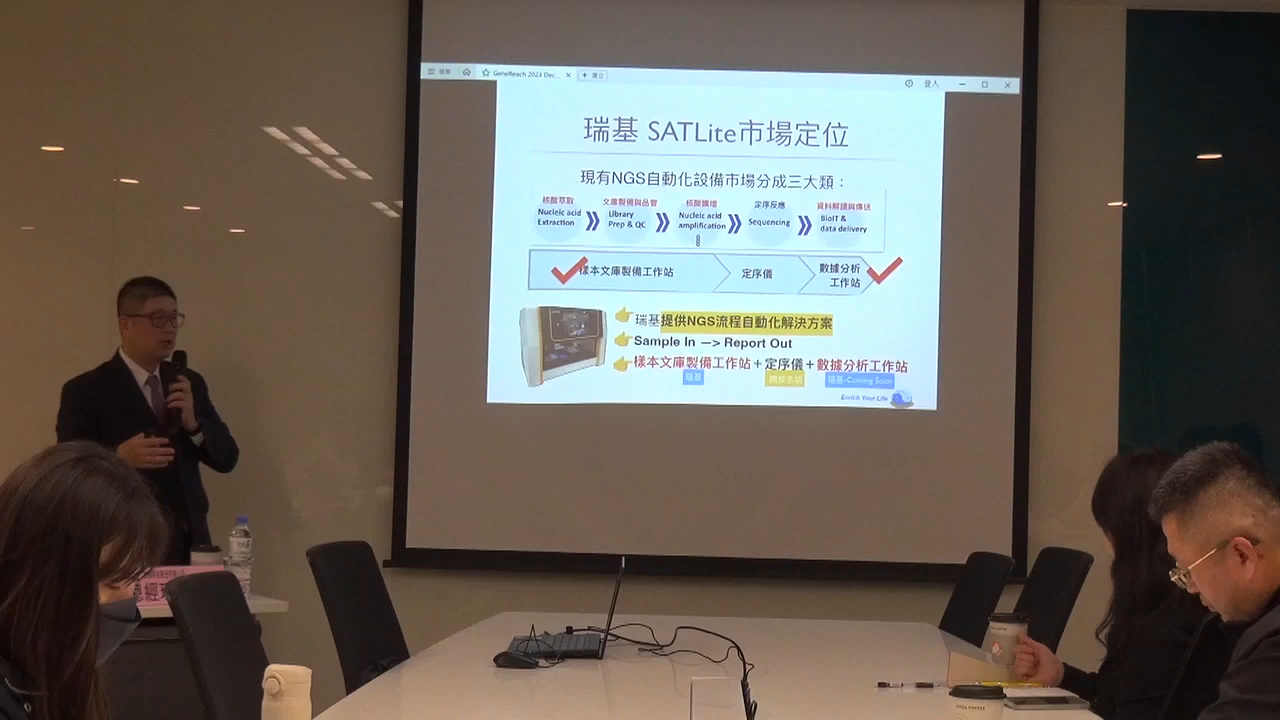 GeneReach 2023 Dec...
登入
瑞基 SATLite市場定位
現有NGS自動化設備市場分成三大類：
核酸萃取
Nucleic acid
Extraction
文庫製備與品管
Library
Prep & QC
核酸擴增
Nucleic acid
amplification
定序反應
Sequencing
資料解讀與傳送
BioIT &
data delivery
樣本文庫製備工作站
定序儀
數據分析
工作站
瑞基提供NGS流程自動化解決方案
Sample In —> Report Out
樣本文庫製備工作站＋定序儀＋數據分析工作站
瑞基
開放系統
瑞基-Coming Soon
Enrich Your Life